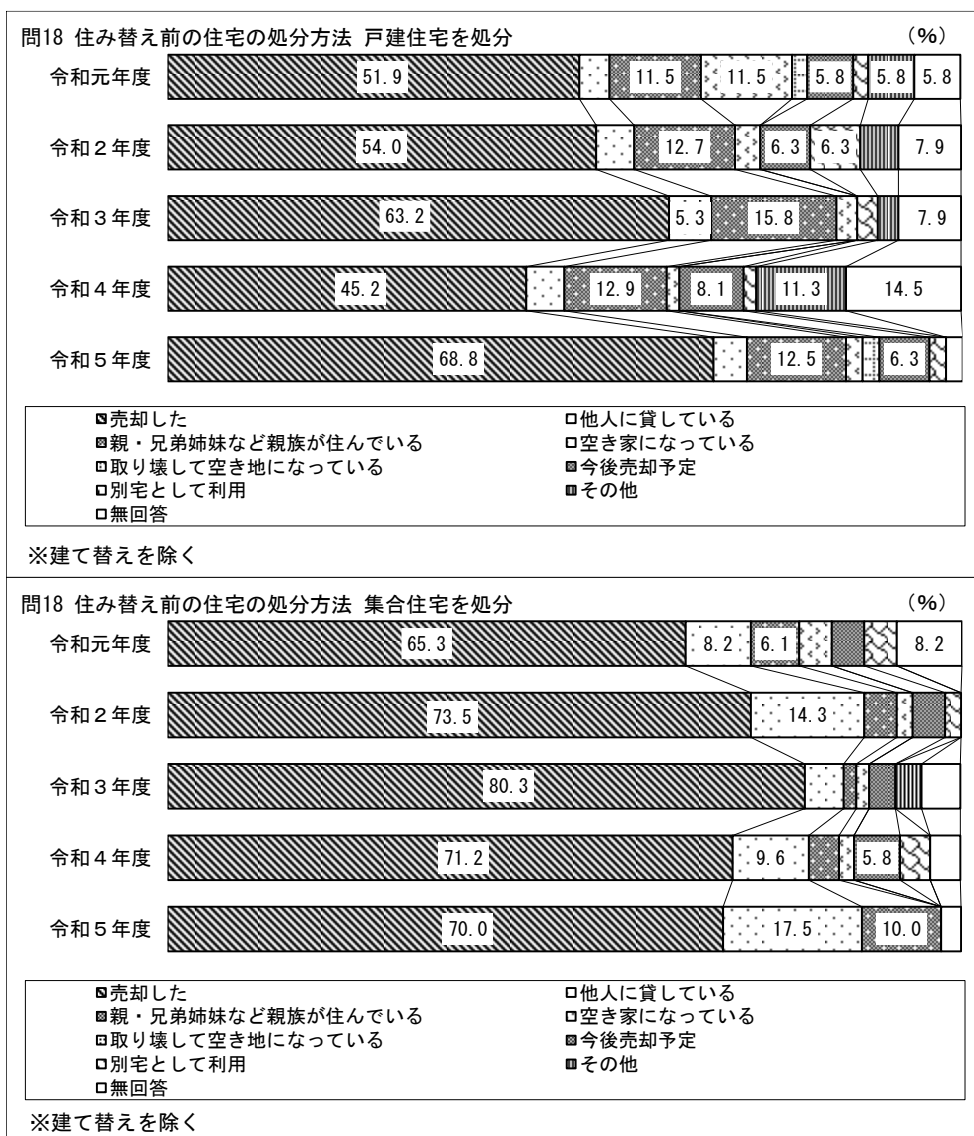 問18 住み替え前の住宅の処分方法 戸建住宅を処分 (%)
令和元年度 51.9 11.5 11.5 5.8 5.8 5.8
令和2年度 54.0 12.7 6.3 6.3 7.9
令和3年度 63.2 5.3 15.8 7.9
令和4年度 45.2 12.9 8.1 11.3 14.5
令和5年度 68.8 12.5 6.3
売却した 他人に貸している
親・兄弟姉妹など親族が住んでいる 空き家になっている
取り壊して空き地になっている 今後売却予定
別宅として利用 その他
無回答
※建て替えを除く
問18 住み替え前の住宅の処分方法 集合住宅を処分 (%)
令和元年度 65.3 8.2 6.1 8.2
令和2年度 73.5 14.3
令和3年度 80.3
令和4年度 71.2 9.6 5.8
令和5年度 70.0 17.5 10.0
売却した 他人に貸している
親・兄弟姉妹など親族が住んでいる 空き家になっている
取り壊して空き地になっている 今後売却予定
別宅として利用 その他
無回答
※建て替えを除く